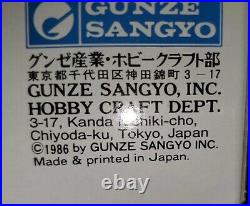 GUNZE
SANGYO
グンゼ産業・ホビークラフト部
東京都千代田区神田錦町3-17
GUNZE SANGYO, INC.
HOBBY CRAFT DEPT.
3-17, Kanda
Chiyoda-ku, Tokyo, Japan
©1986 by GUNZE SANGYO INC.
Made & printed in Japan.